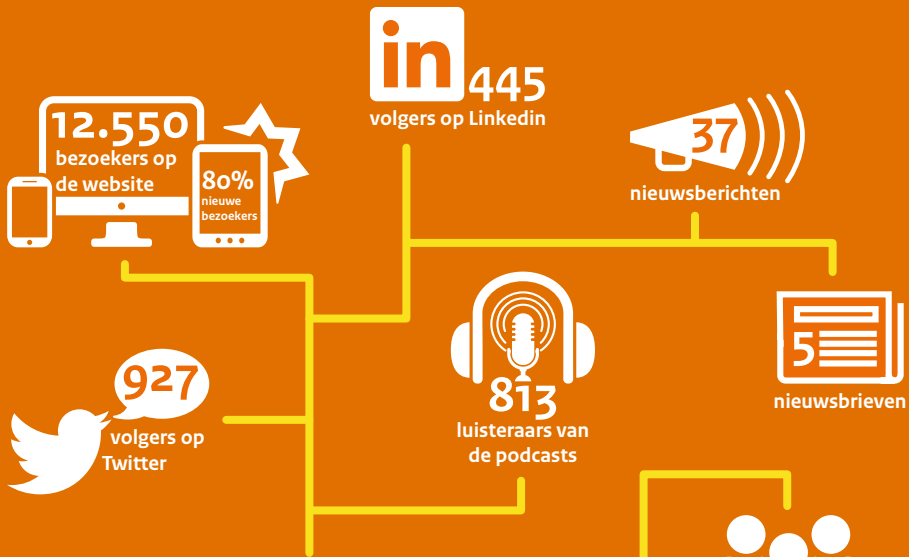 in
445
volgers op Linkedin
12.550
bezoekers op
de website
80%
nieuwe
bezoekers
37
nieuwsberichten
5
nieuwsbrieven
813
luisteraars van
de podcasts
927
volgers op
Twitter